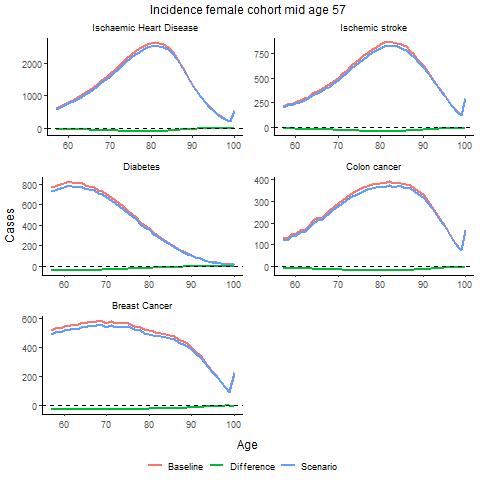 Incidence female cohort mid age 57
Ischaemic Heart Disease
Ischemic stroke
2000
1000
0
60 70 80 90 100
750
500
250
0
60 70 80 90 100
Diabetes
Colon cancer
800
600
400
200
0
60 70 80 90 100
400
300
200
100
0
60 70 80 90 100
Breast Cancer
600
400
200
0
60 70 80 90 100
Cases
Age
Baseline Difference Scenario